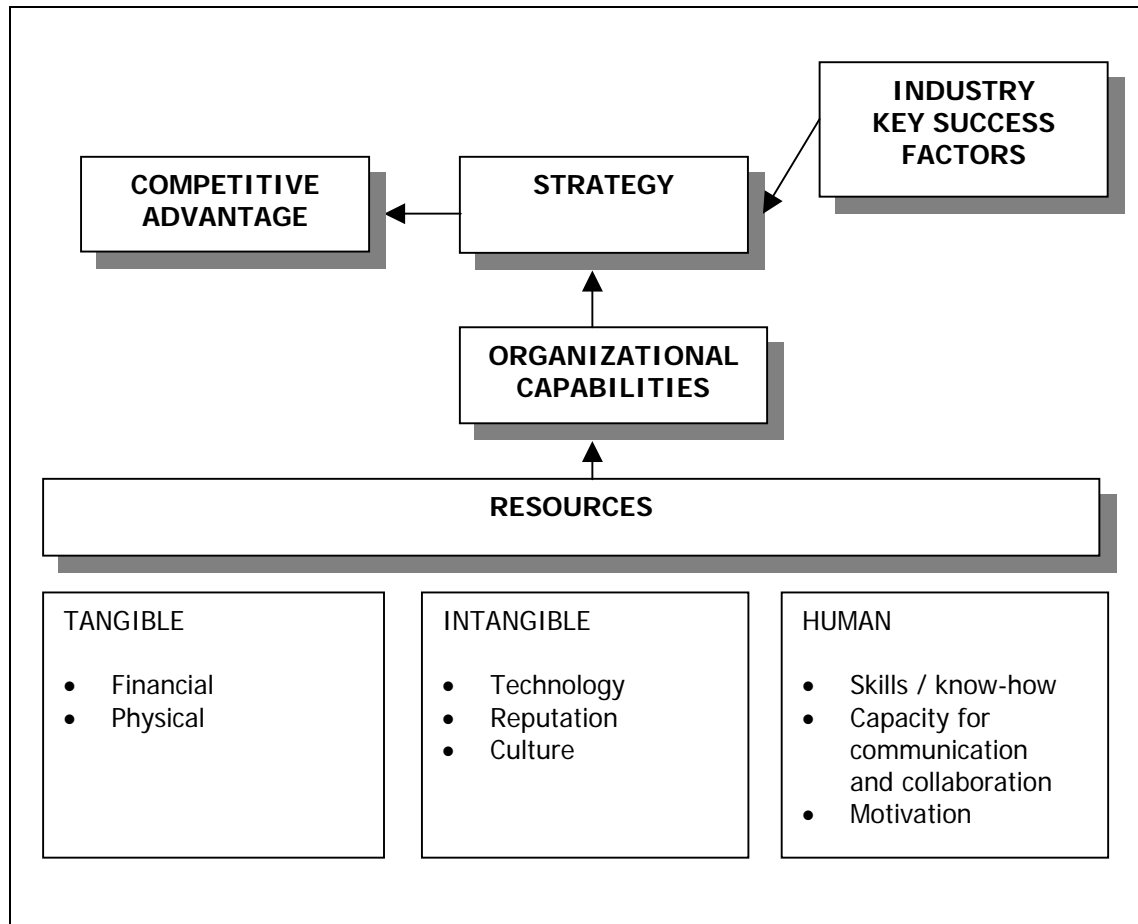 INDUSTRY
KEY SUCCESS
FACTORS
COMPETITIVE
ADVANTAGE
STRATEGY
ORGANIZATIONAL
CAPABILITIES
RESOURCES
TANGIBLE
• Financial
• Physical
INTANGIBLE
• Technology
• Reputation
• Culture
HUMAN
• Skills / know-how
• Capacity for
communication
and collaboration
• Motivation